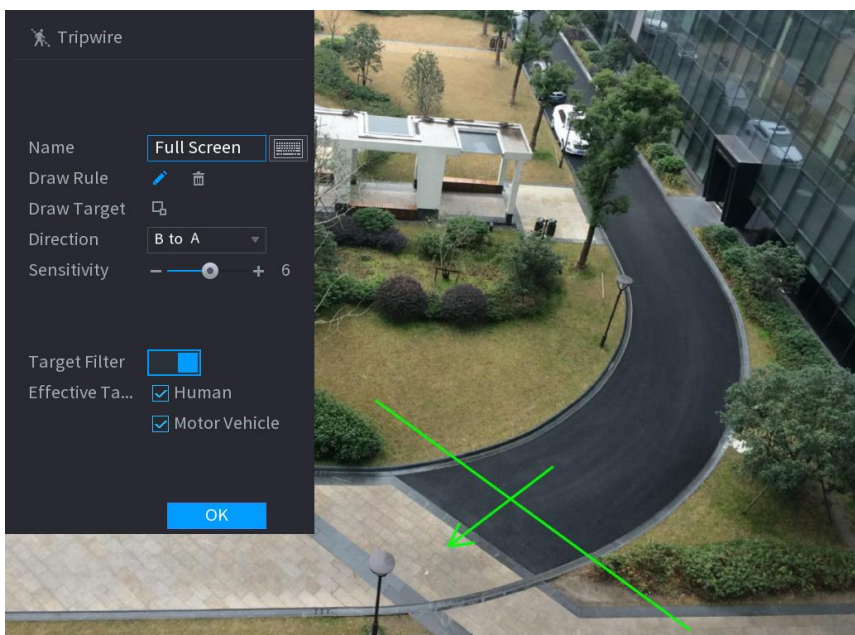 Tripwire
Name Full Screen
Draw Rule
Draw Target
Direction B to A
Sensitivity − + 6
Target Filter
Effective Ta... Human
Motor Vehicle
OK